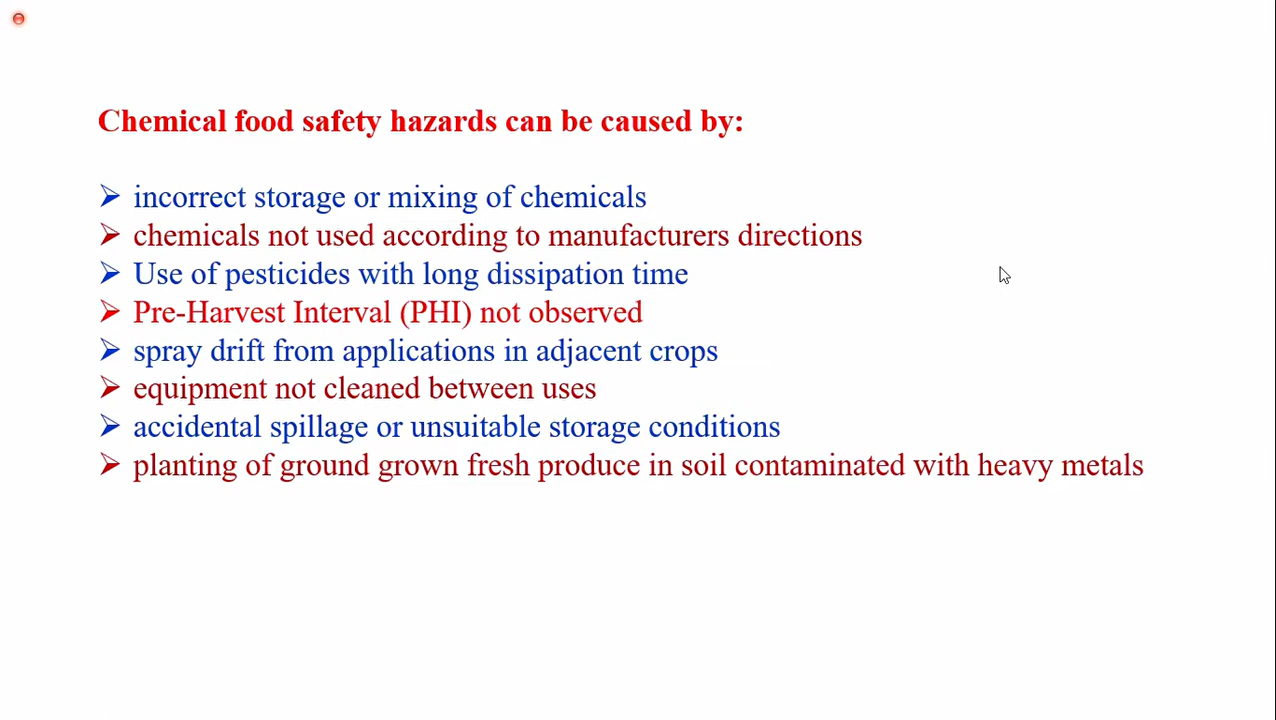 Chemical food safety hazards can be caused by:
➢ incorrect storage or mixing of chemicals
➢ chemicals not used according to manufacturers directions
➢ Use of pesticides with long dissipation time
➢ Pre-Harvest Interval (PHI) not observed
➢ spray drift from applications in adjacent crops
➢ equipment not cleaned between uses
➢ accidental spillage or unsuitable storage conditions
➢ planting of ground grown fresh produce in soil contaminated with heavy metals